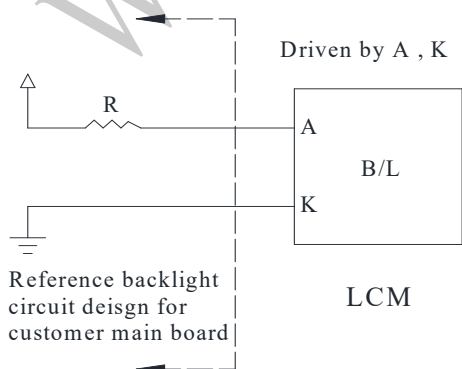 Driven by A , K
R
A
B/L
K
Reference backlight
circuit deisgn for
customer main board
LCM